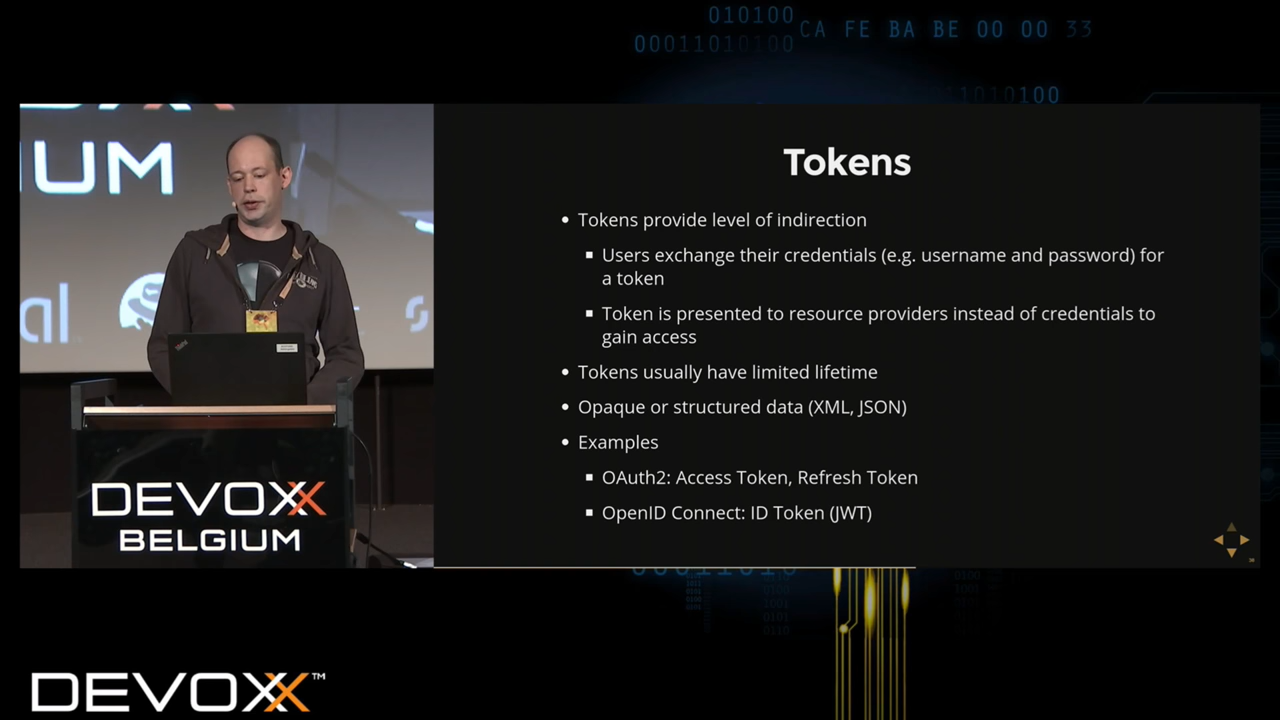 010100
00011010100
CA FE BA BE 00 00 33
1010100
IUM
al
Tokens
• Tokens provide level of indirection
▪ Users exchange their credentials (e.g. username and password) for
a token
▪ Token is presented to resource providers instead of credentials to
gain access
• Tokens usually have limited lifetime
• Opaque or structured data (XML, JSON)
• Examples
▪ OAuth2: Access Token, Refresh Token
▪ OpenID Connect: ID Token (JWT)
DEVOXX
BELGIUM
DEVOXX™